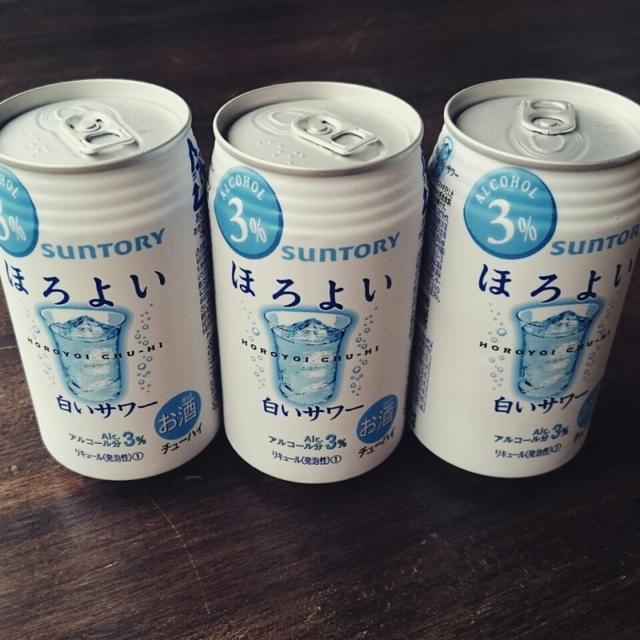 3%
SUNTORY
ほろよい
HOROYOI CHU-HI
白いサワー
お酒
Alc.
アルコール分3%
チューハイ
リキュール(発泡性)①
ALCOHOL
3%
SUNTORY
ほろよい
HOROYOI CHU-HI
白いサワー
お酒
Alc.
アルコール分3%
チューハイ
リキュール(発泡性)①
ALCOHOL
3%
SUNTORY
ほろよい
HOROYOI CHU-HI
白いサワー
Alc.
アルコール分3%
リキュール(発泡性)①